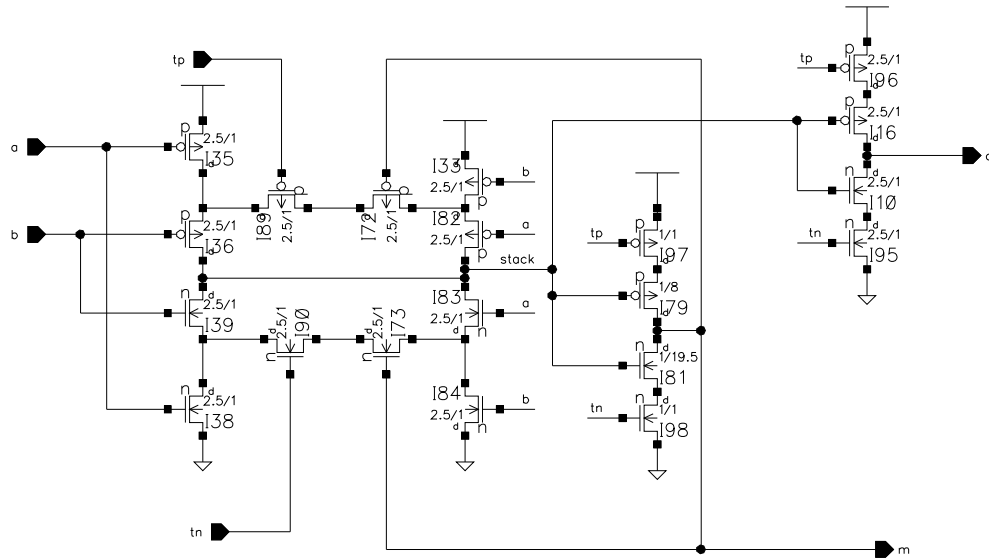 tp
tp
p
2.5/1
d
I96
p
2.5/1
d
I16
a
p
2.5/1
d
I35
I33
2.5/1
d
p
b
n
d
2.5/1
I10
tn
n
d
2.5/1
I95
I89
2.5/1
I72
2.5/1
b
p
2.5/1
d
I36
I82
2.5/1
d
p
a
stack
tp
p
1/1
d
I97
n
d
2.5/1
I39
d
2.5/1
I90
n
d
2.5/1
I73
n
I83
2.5/1
d
n
a
p
1/8
d
I79
n
d
1/19.5
I81
n
d
2.5/1
I38
I84
2.5/1
d
n
b
tn
n
d
1/1
I98
tn
m